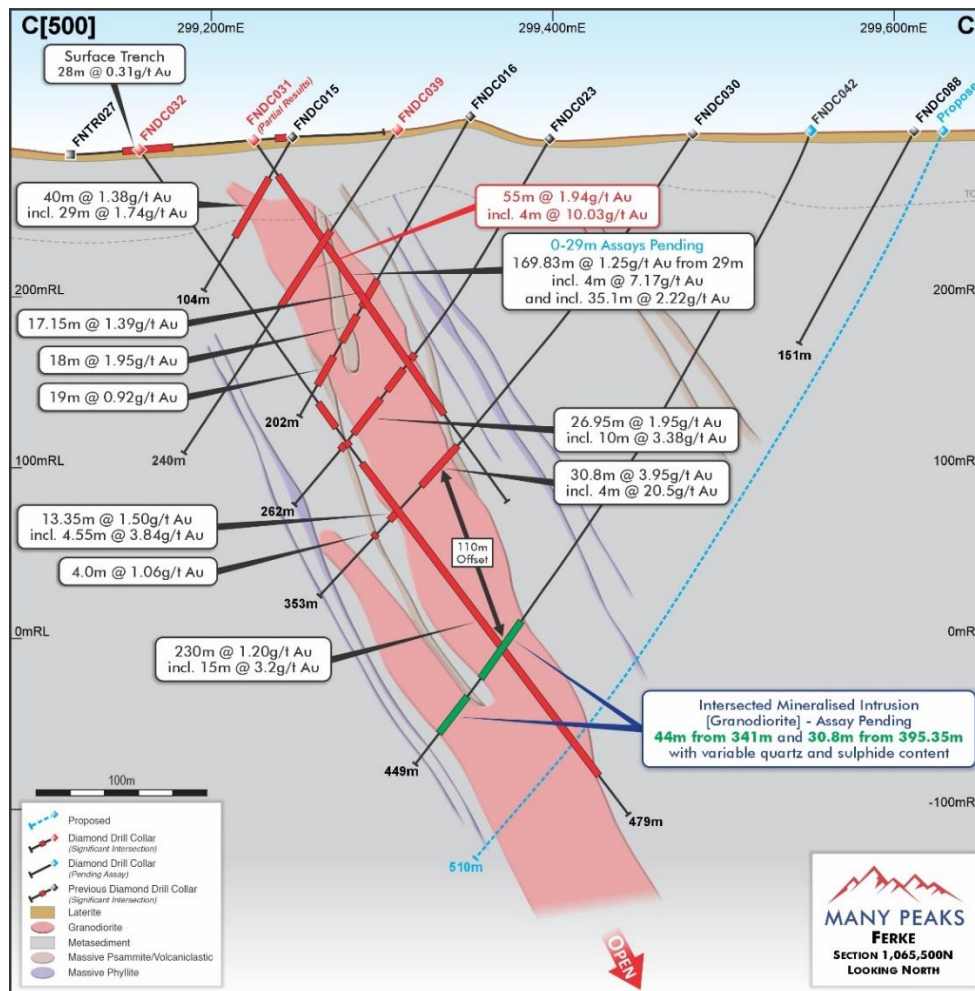 C[500]
299,200mE
299,400mE
299,600mE
C
Surface Trench
28m @ 0.31g/t Au
FNTR027
FNDC032
FNDC031
(Partial Results)
FNDC015
FNDC039
FNDC016
FNDC023
FNDC030
FNDC042
FNDC088
Propose
40m @ 1.38g/t Au
incl. 29m @ 1.74g/t Au
55m @ 1.94g/t Au
incl. 4m @ 10.03g/t Au
TO
0-29m Assays Pending
169.83m @ 1.25g/t Au from 29m
incl. 4m @ 7.17g/t Au
and incl. 35.1m @ 2.22g/t Au
200mRL
200mRL
104m
17.15m @ 1.39g/t Au
18m @ 1.95g/t Au
151m
19m @ 0.92g/t Au
202m
26.95m @ 1.95g/t Au
incl. 10m @ 3.38g/t Au
100mRL
240m
100mRL
30.8m @ 3.95g/t Au
incl. 4m @ 20.5g/t Au
262m
13.35m @ 1.50g/t Au
incl. 4.55m @ 3.84g/t Au
110m
Offset
4.0m @ 1.06g/t Au
353m
0mRL
0mRL
230m @ 1.20g/t Au
incl. 15m @ 3.2g/t Au
Intersected Mineralised Intrusion
[Granodiorite] - Assay Pending
44m from 341m and 30.8m from 395.35m
with variable quartz and sulphide content
449m
100m
-100mRL
479m
510m
Proposed
Diamond Drill Collar
(Significant Intersection)
Diamond Drill Collar
(Pending Assay)
Previous Diamond Drill Collar
(Significant Intersection)
Laterite
Granodiorite
Metasediment
Massive Psammite/Volcaniclastic
Massive Phyllite
OPEN
MANY PEAKS
FERKE
SECTION 1,065,500N
LOOKING NORTH